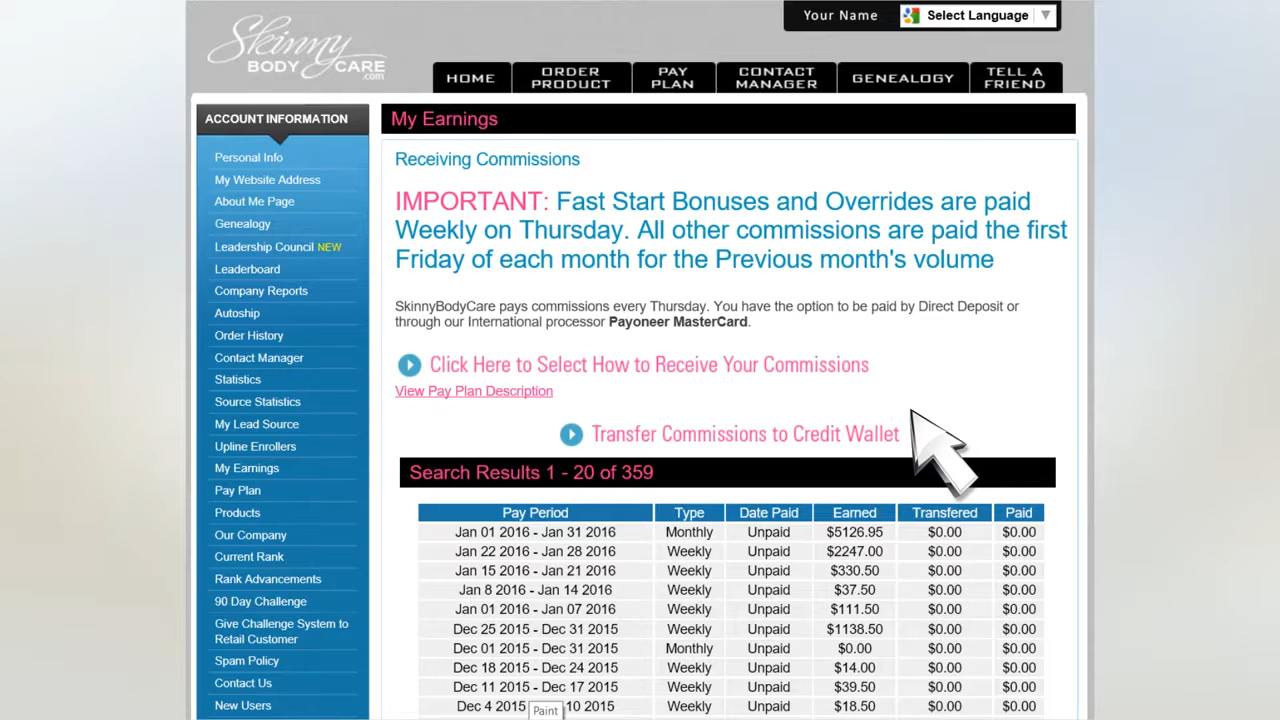 Your Name
Select Language ▼
Skinny
BODY CARE
.com
HOME
ORDER PRODUCT
PAY PLAN
CONTACT MANAGER
GENEALOGY
TELL A FRIEND
ACCOUNT INFORMATION
Personal Info
My Website Address
About Me Page
Genealogy
Leadership Council NEW
Leaderboard
Company Reports
Autoship
Order History
Contact Manager
Statistics
Source Statistics
My Lead Source
Upline Enrollers
My Earnings
Pay Plan
Products
Our Company
Current Rank
Rank Advancements
90 Day Challenge
Give Challenge System to
Retail Customer
Spam Policy
Contact Us
New Users
My Earnings
Receiving Commissions
IMPORTANT: Fast Start Bonuses and Overrides are paid
Weekly on Thursday. All other commissions are paid the first
Friday of each month for the Previous month's volume
SkinnyBodyCare pays commissions every Thursday. You have the option to be paid by Direct Deposit or
through our International processor Payoneer MasterCard.
Click Here to Select How to Receive Your Commissions
View Pay Plan Description
Transfer Commissions to Credit Wallet
Search Results 1 - 20 of 359
Pay Period Type Date Paid Earned Transfered Paid
Jan 01 2016 - Jan 31 2016 Monthly Unpaid $5126.95 $0.00 $0.00
Jan 22 2016 - Jan 28 2016 Weekly Unpaid $2247.00 $0.00 $0.00
Jan 15 2016 - Jan 21 2016 Weekly Unpaid $330.50 $0.00 $0.00
Jan 8 2016 - Jan 14 2016 Weekly Unpaid $37.50 $0.00 $0.00
Jan 01 2016 - Jan 07 2016 Weekly Unpaid $111.50 $0.00 $0.00
Dec 25 2015 - Dec 31 2015 Weekly Unpaid $1138.50 $0.00 $0.00
Dec 01 2015 - Dec 31 2015 Monthly Unpaid $0.00 $0.00 $0.00
Dec 18 2015 - Dec 24 2015 Weekly Unpaid $14.00 $0.00 $0.00
Dec 11 2015 - Dec 17 2015 Weekly Unpaid $39.50 $0.00 $0.00
Dec 4 2015 10 2015 Weekly Unpaid $18.50 $0.00 $0.00
Paint